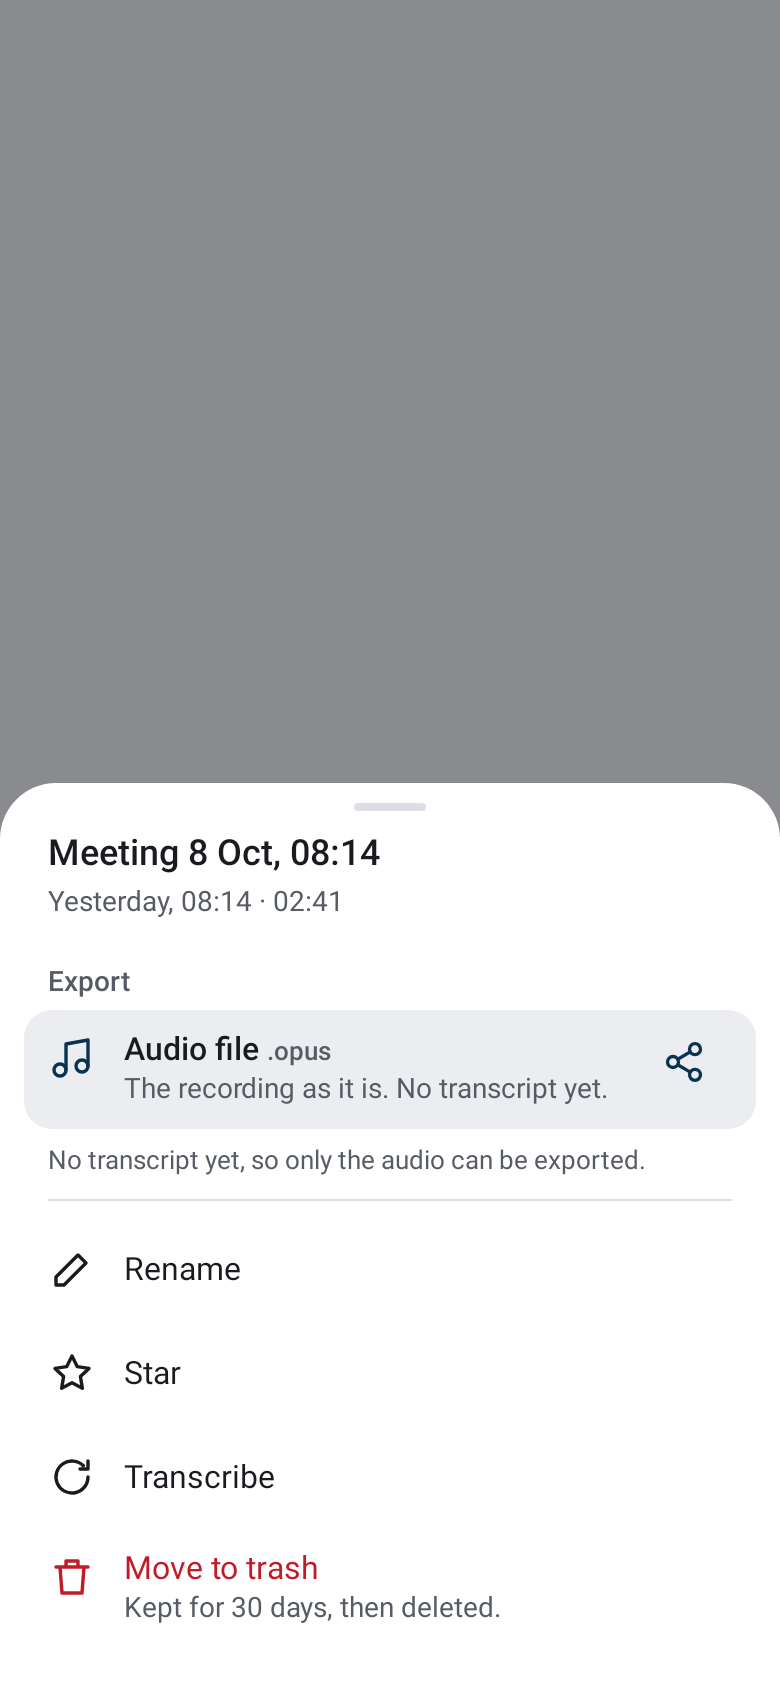 Meeting 8 Oct, 08:14
Yesterday, 08:14 · 02:41
Export
Audio file .opus
The recording as it is. No transcript yet.
No transcript yet, so only the audio can be exported.
Rename
Star
Transcribe
Move to trash
Kept for 30 days, then deleted.